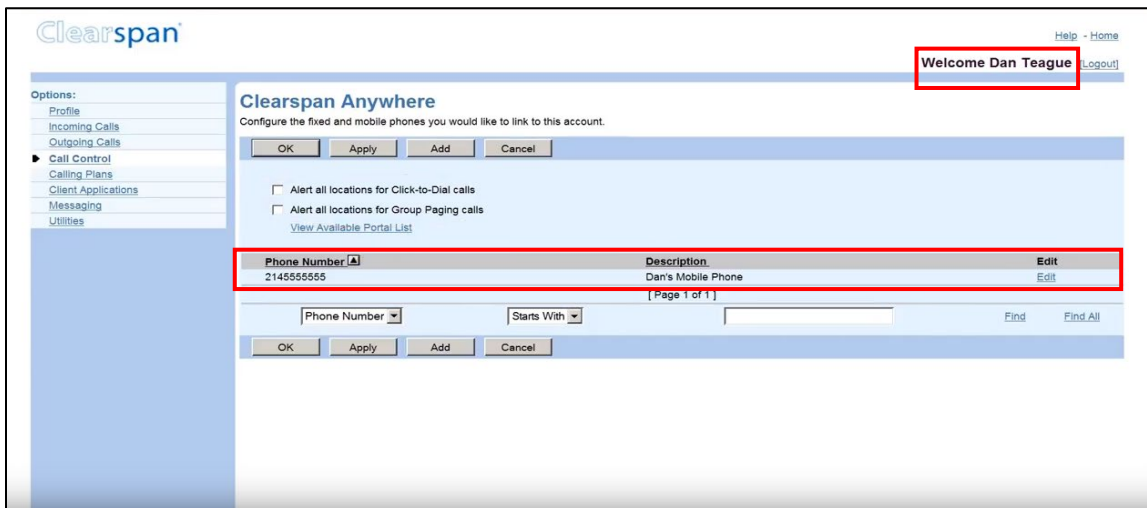 Clearspan
Help - Home
Welcome Dan Teague [Logout]
Options:
Profile
Incoming Calls
Outgoing Calls
Call Control
Calling Plans
Client Applications
Messaging
Utilities
Clearspan Anywhere
Configure the fixed and mobile phones you would like to link to this account.
OK Apply Add Cancel
Alert all locations for Click-to-Dial calls
Alert all locations for Group Paging calls
View Available Portal List
Phone Number Description Edit
2145555555 Dan's Mobile Phone Edit
[ Page 1 of 1 ]
Phone Number Starts With Find Find All
OK Apply Add Cancel